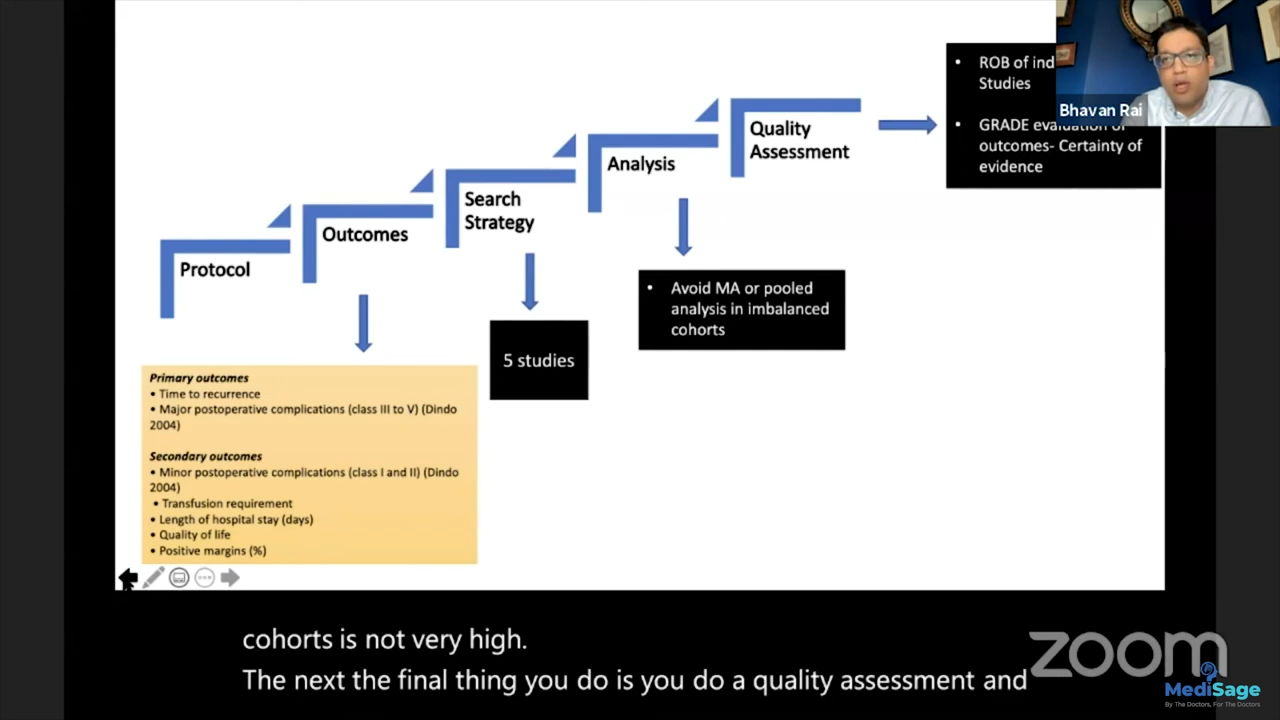 Protocol
Outcomes
Search
Strategy
Analysis
Quality
Assessment
• ROB of ind
Studies
• GRADE evaluation of
outcomes- Certainty of
evidence
Bhavan Rai
• Avoid MA or pooled
analysis in imbalanced
cohorts
5 studies
Primary outcomes
• Time to recurrence
• Major postoperative complications (class III to V) (Dindo
2004)
Secondary outcomes
• Minor postoperative complications (class I and II) (Dindo
2004)
• Transfusion requirement
• Length of hospital stay (days)
• Quality of life
• Positive margins (%)
cohorts is not very high.
The next the final thing you do is you do a quality assessment and
zoom
MediSage
By The Doctors, For The Doctors